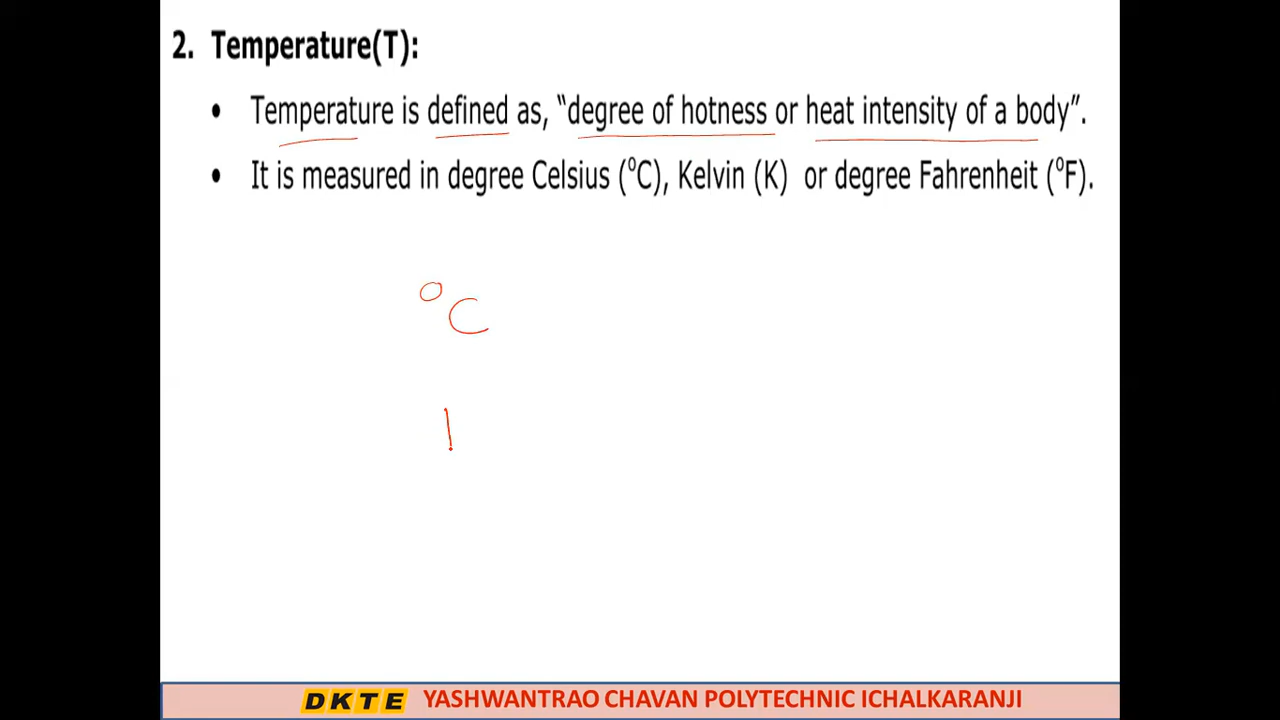 2. Temperature(T):
• Temperature is defined as, “degree of hotness or heat intensity of a body”.
• It is measured in degree Celsius (⁰C), Kelvin (K) or degree Fahrenheit (⁰F).
°C
DKTE YASHWANTRAO CHAVAN POLYTECHNIC ICHALKARANJI